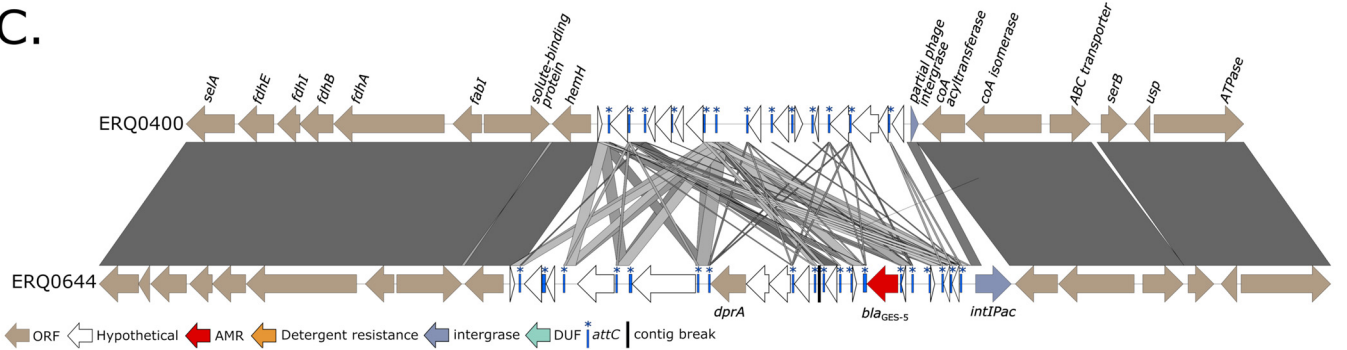 C.
selA
fdhE
fdhI
fdhB
fdhA
fabI
solute-binding
protein
hemH
partial phage
intergrase
coA
acyltransferase
coA isomerase
ABC transporter
serB
usp
ATPase
ERQ0400
* * * * * * * * * * * * * *
ERQ0644
* * * * * * * * * * * * * * * * * * *
dprA
blaGES-5
intIPac
ORF
Hypothetical
AMR
Detergent resistance
intergrase
DUF
* attC
contig break